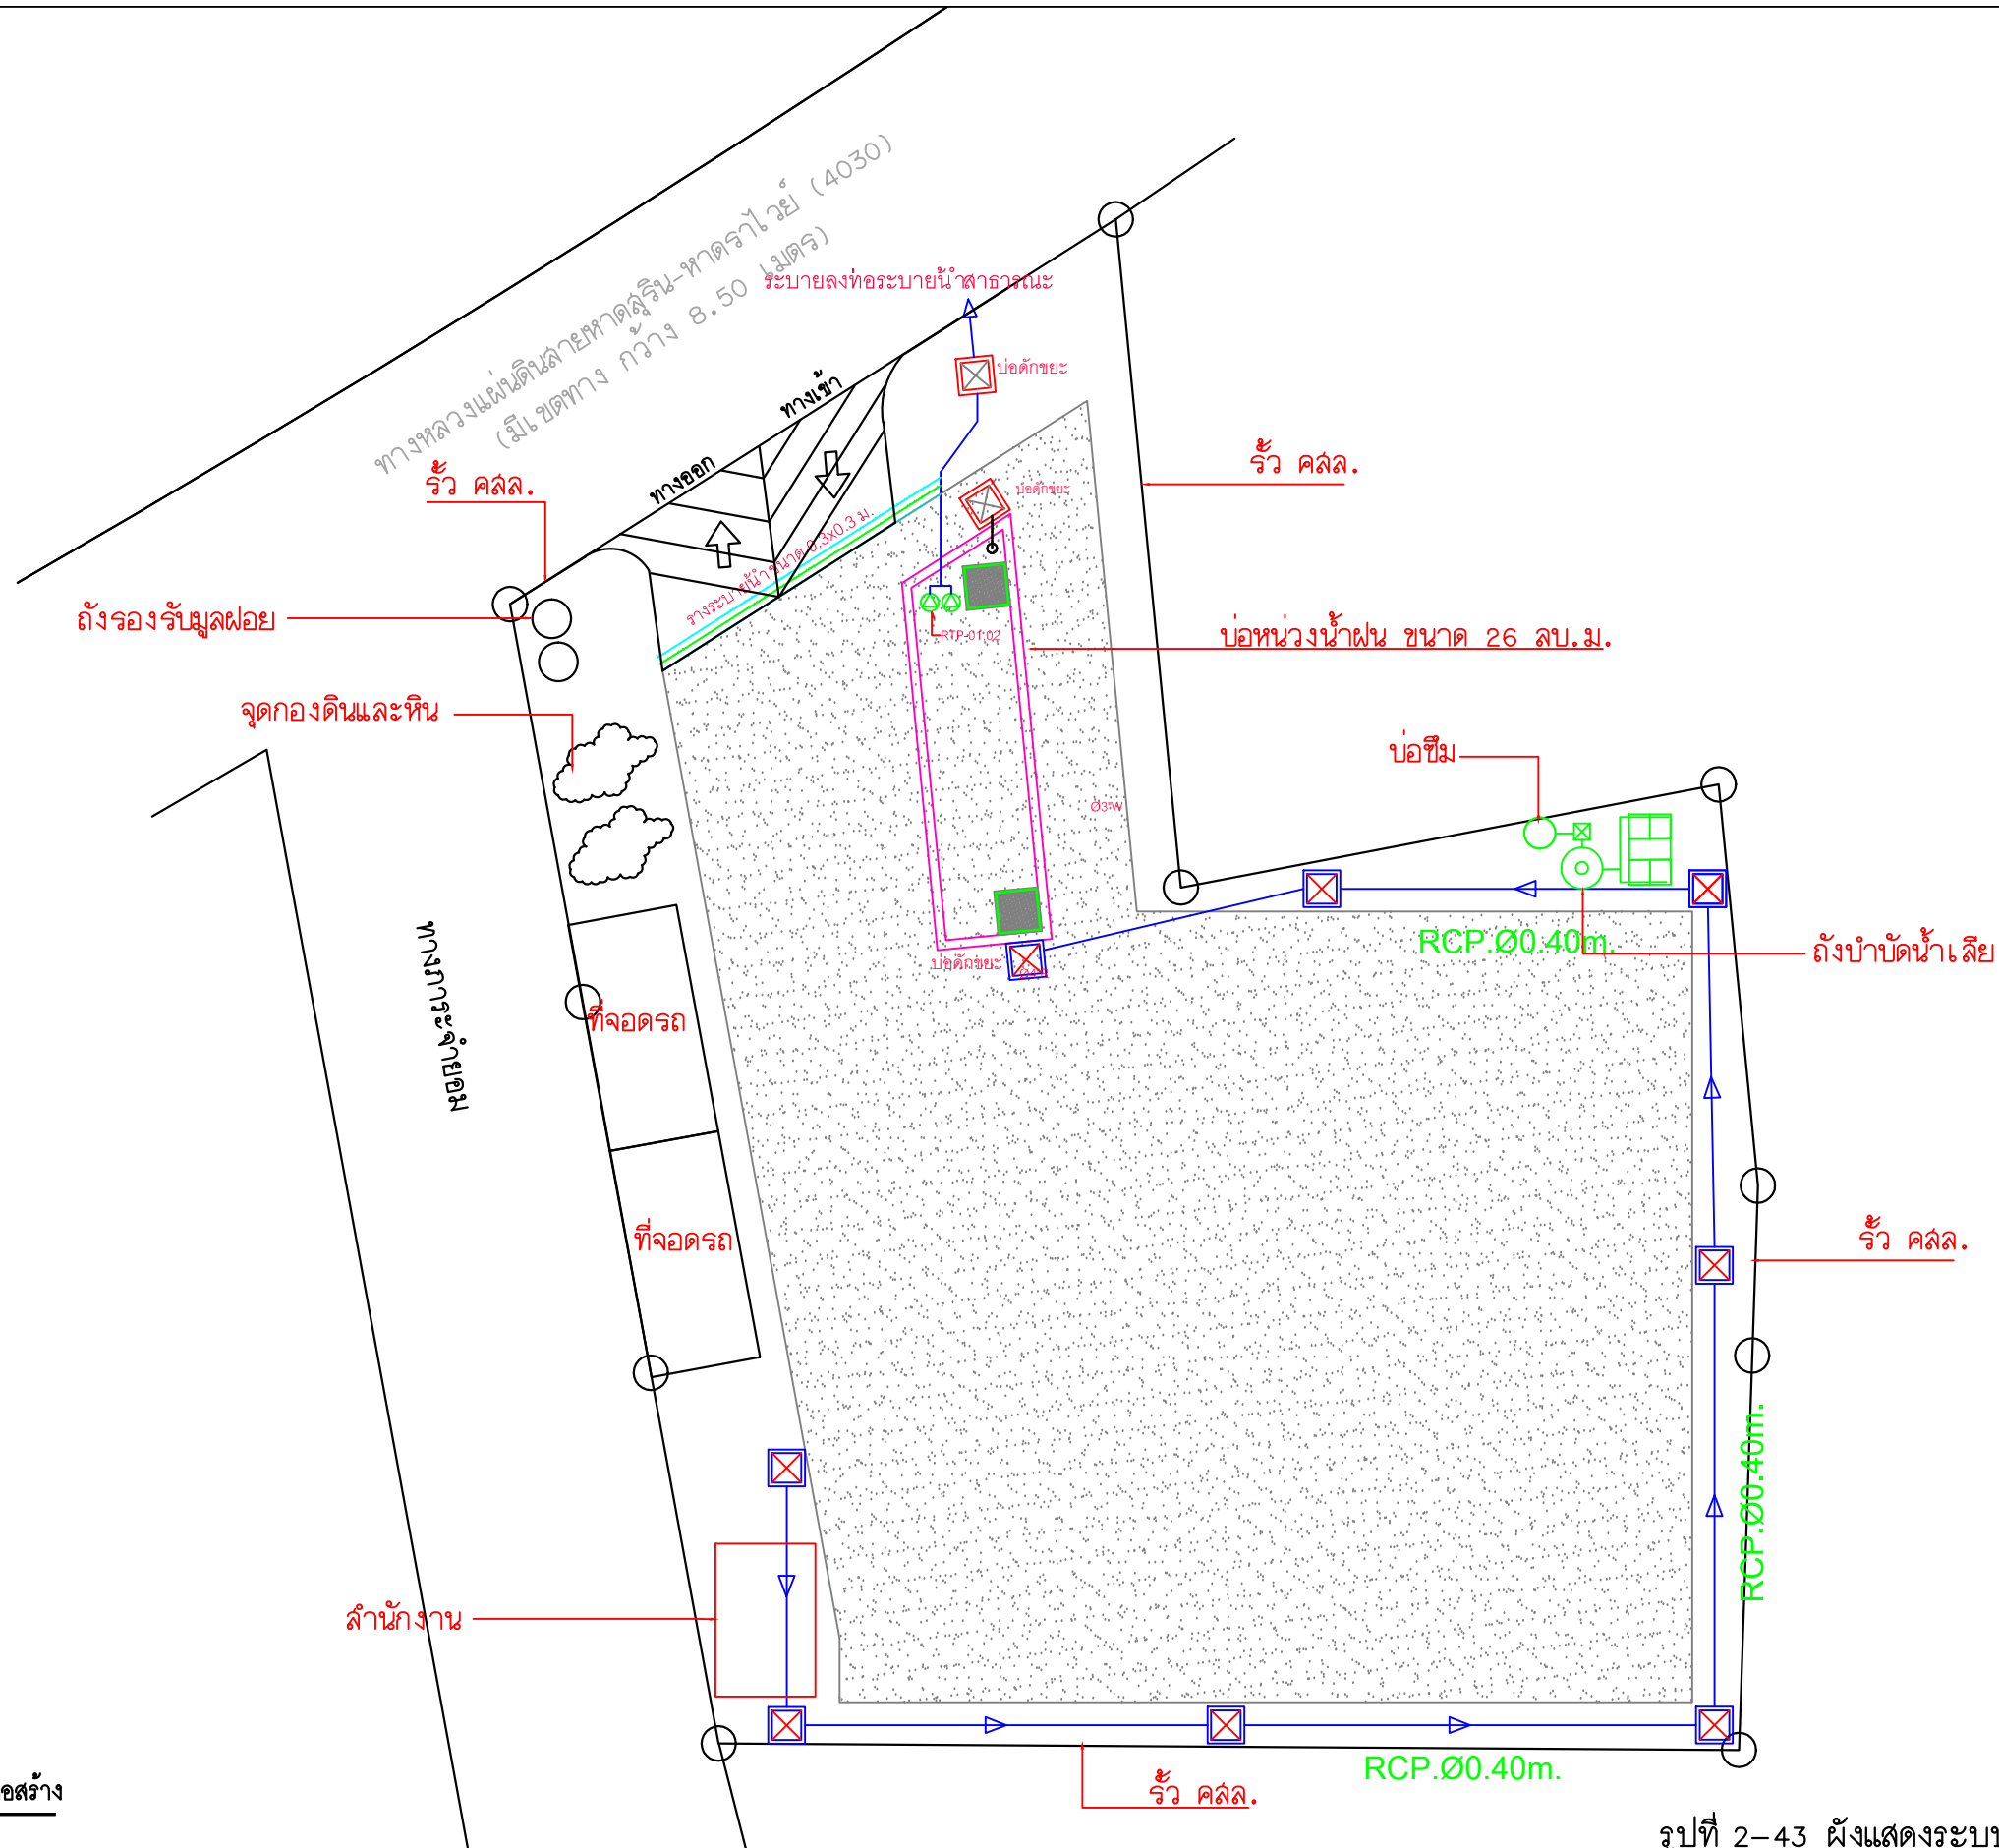 ทางหลวงแผ่นดินสายหาดสุริน-หาดราไวย์ (4030)
(มีเขตทาง กว้าง 8.50 เมตร)
ระบายลงท่อระบายน้ำสาธารณะ
บ่อดักขยะ
ทางเข้า
ทางออก
รั้ว คสล.
รั้ว คสล.
บ่อดักขยะ
รางระบายน้ำขนาด 0.3x0.3 ม.
ถังรองรับมูลฝอย
RTP-01,02
บ่อหน่วงน้ำฝน ขนาด 26 ลบ.ม.
จุดกองดินและหิน
บ่อซึม
Ø3"W
RCP.Ø0.40m.
ถังบำบัดน้ำเสีย
บ่อดักขยะ
ทางภาระจำยอม
ที่จอดรถ
ที่จอดรถ
รั้ว คสล.
RCP.Ø0.40m.
สำนักงาน
RCP.Ø0.40m.
รั้ว คสล.
อสร้าง
รูปที่ 2-43 ผังแสดงระบบ